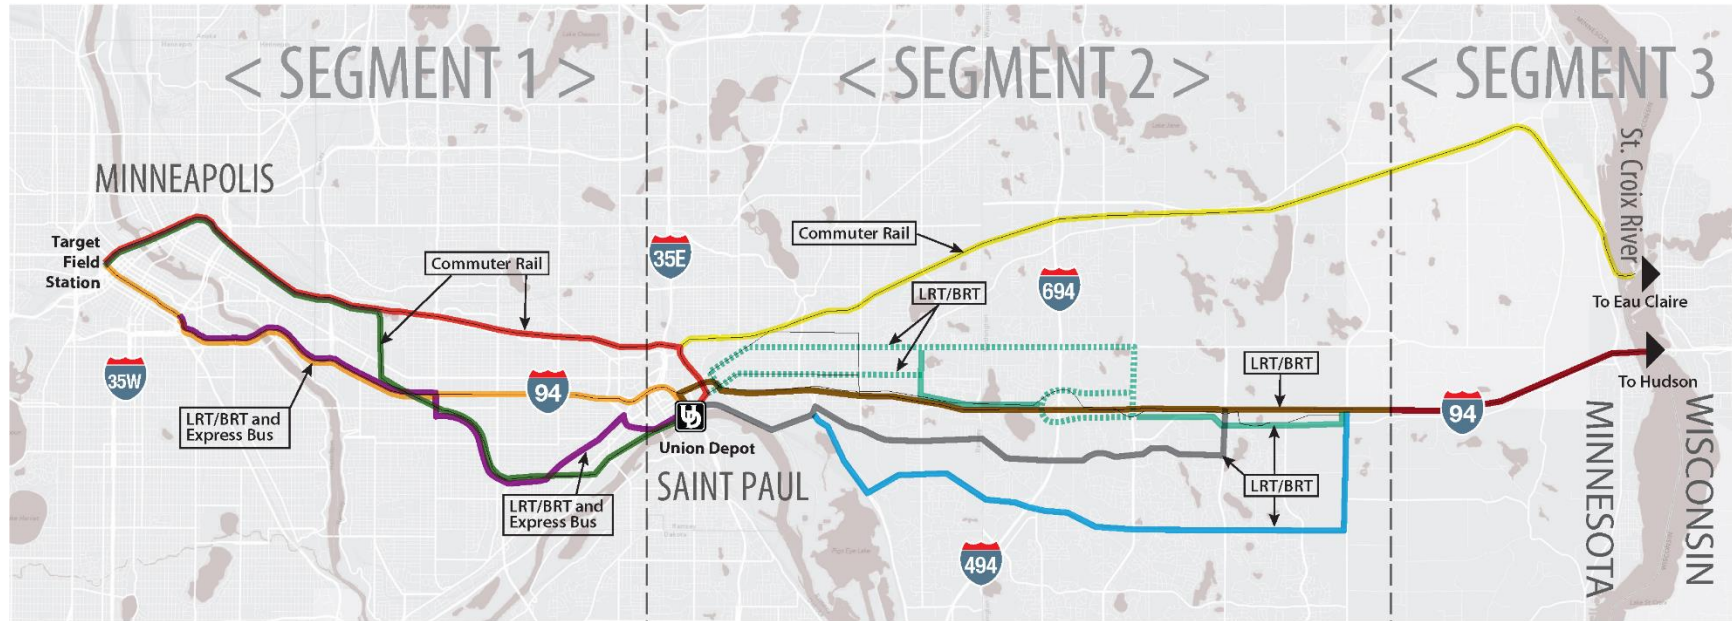 < SEGMENT 1 >
< SEGMENT 2 >
< SEGMENT 3
MINNEAPOLIS
Target
Field
Station
Commuter Rail
35E
Commuter Rail
694
LRT/BRT
St. Croix River
To Eau Claire
35W
94
LRT/BRT
To Hudson
94
LRT/BRT and
Express Bus
UD
Union Depot
SAINT PAUL
LRT/BRT and
Express Bus
LRT/BRT
494
MINNESOTA
WISCONSIN